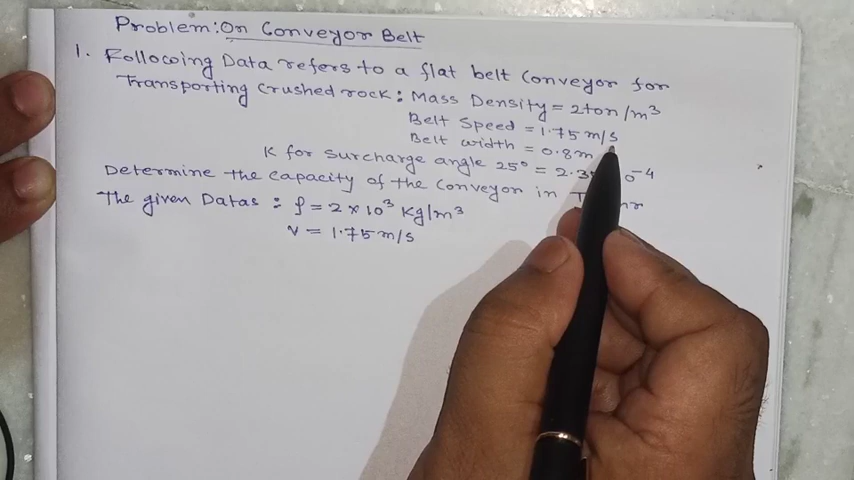 Problem: On Conveyor Belt
1. Following Data refers to a flat belt Conveyor for
Transporting crushed rock: Mass Density = 2ton/m³
Belt Speed = 1.75 m/s
Belt width = 0.8m
K for surcharge angle 25° = 2.3
Determine the capacity of the conveyor in
The given Datas: ρ = 2 × 10³ Kg/m³
v = 1.75 m/s